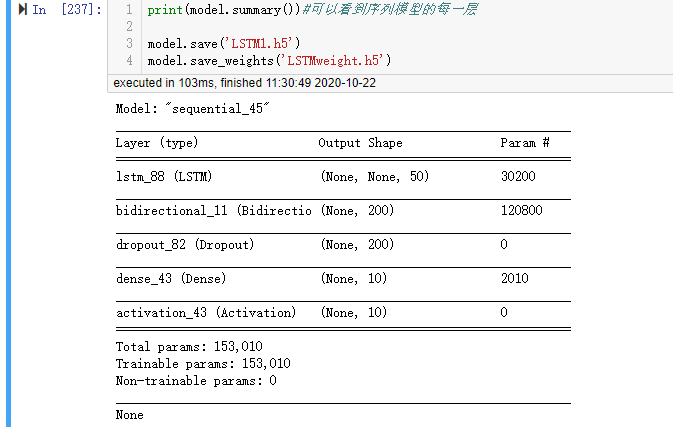 In [237]:
1 print(model.summary())#可以看到序列模型的每一层
2
3 model.save('LSTM1.h5')
4 model.save_weights('LSTMweight.h5')
executed in 103ms, finished 11:30:49 2020-10-22
Model: "sequential_45"
Layer (type) Output Shape Param #
lstm_88 (LSTM) (None, None, 50) 30200
bidirectional_11 (Bidirectio (None, 200) 120800
dropout_82 (Dropout) (None, 200) 0
dense_43 (Dense) (None, 10) 2010
activation_43 (Activation) (None, 10) 0
Total params: 153,010
Trainable params: 153,010
Non-trainable params: 0
None